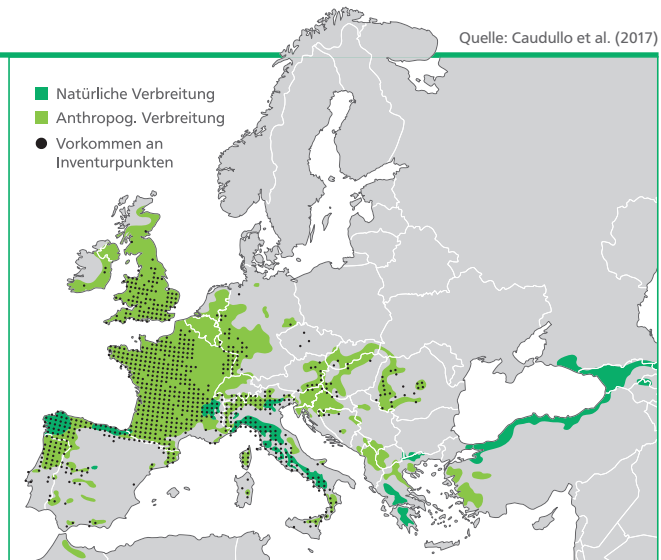 Quelle: Caudullo et al. (2017)
Natürliche Verbreitung
Anthropog. Verbreitung
Vorkommen an
Inventurpunkten